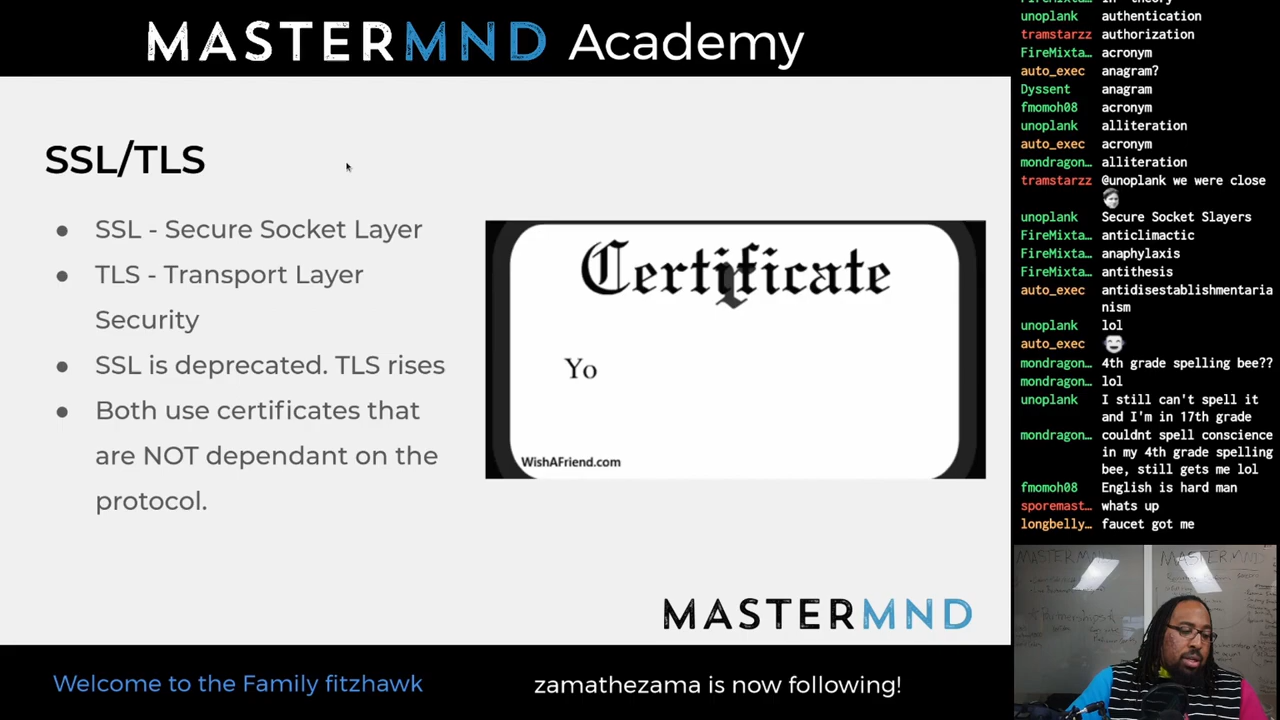 MASTERMND Academy
SSL/TLS
● SSL - Secure Socket Layer
● TLS - Transport Layer
Security
● SSL is deprecated. TLS rises
● Both use certificates that
are NOT dependant on the
protocol.
Certificate
Yo
WishAFriend.com
MASTERMND
Welcome to the Family fitzhawk
zamathezama is now following!
unoplank authentication
tramstarzz authorization
FireMixta… acronym
auto_exec anagram?
Dyssent anagram
fmomoh08 acronym
unoplank alliteration
auto_exec acronym
mondragon… alliteration
tramstarzz @unoplank we were close
unoplank Secure Socket Slayers
FireMixta… anticlimactic
FireMixta… anaphylaxis
FireMixta… antithesis
auto_exec antidisestablishmentaria
nism
unoplank lol
auto_exec
mondragon… 4th grade spelling bee??
mondragon… lol
unoplank I still can't spell it
and I'm in 17th grade
mondragon… couldnt spell conscience
in my 4th grade spelling
bee, still gets me lol
fmomoh08 English is hard man
sporemast… whats up
longbelly… faucet got me
MASTERMND
MASTERMND